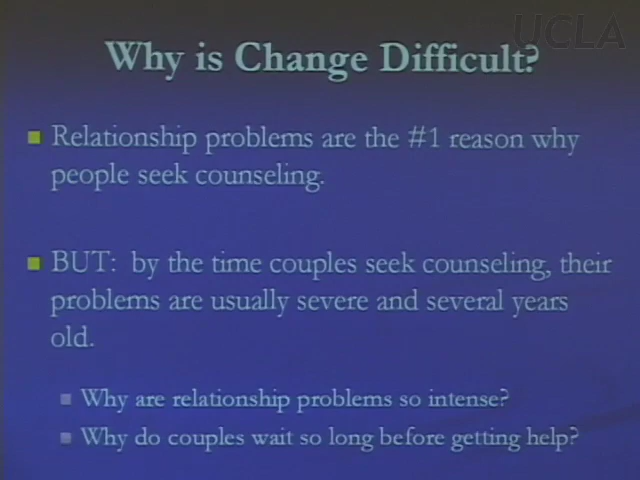 UCLA
Why is Change Difficult?
Relationship problems are the #1 reason why
people seek counseling.
BUT: by the time couples seek counseling, their
problems are usually severe and several years
old.
Why are relationship problems so intense?
Why do couples wait so long before getting help?